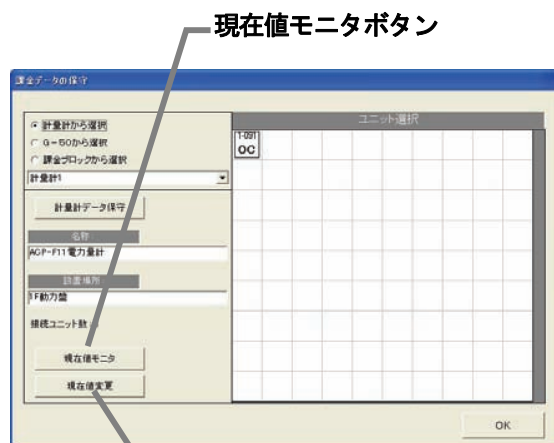 現在値モニタボタン
課金データの保守
計量計から選択
G-50から選択
課金ブロックから選択
計量計1
計量計データ保守
名称
ACP-F11電力量計
設置場所
1F動力盤
接続ユニット数
現在値モニタ
現在値変更
ユニット選択
1-091
OC
OK